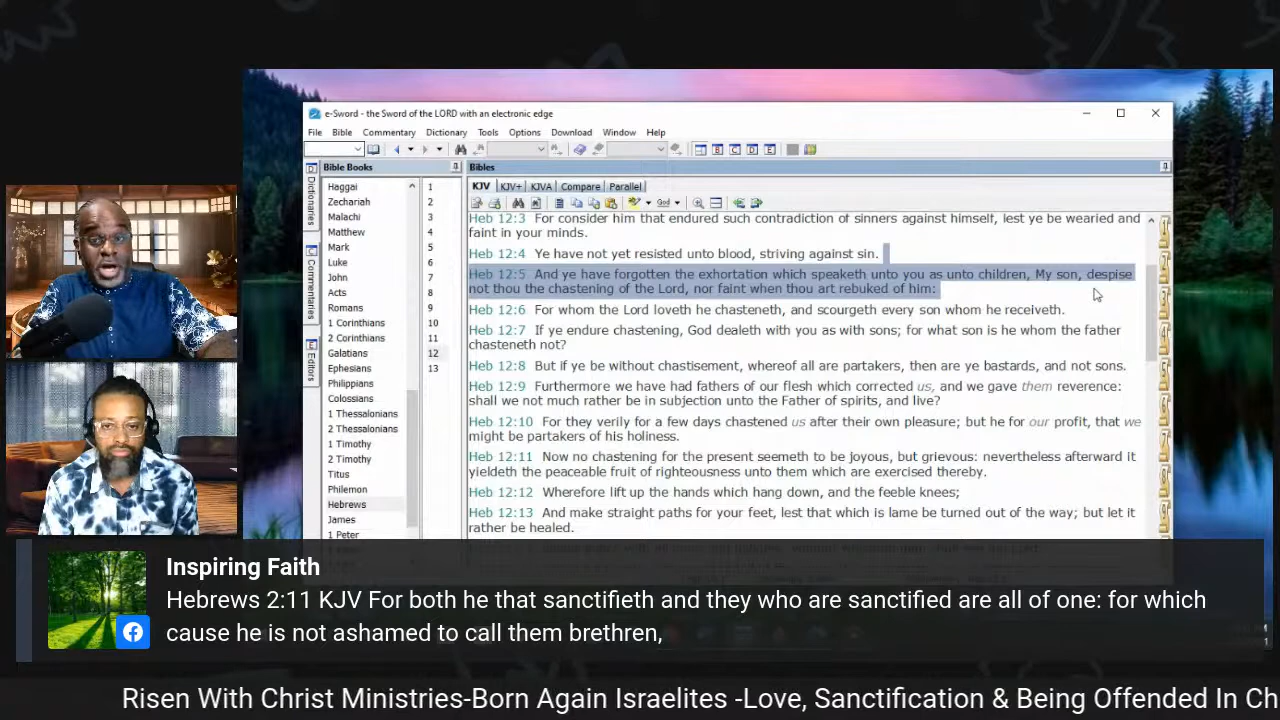 e-Sword - the Sword of the LORD with an electronic edge
File Bible Commentary Dictionary Tools Options Download Window Help
Bible Books
Haggai
Zechariah
Malachi
Matthew
Mark
Luke
John
Acts
Romans
1 Corinthians
2 Corinthians
Galatians
Ephesians
Philippians
Colossians
1 Thessalonians
2 Thessalonians
1 Timothy
2 Timothy
Titus
Philemon
Hebrews
James
1 Peter
1
2
3
4
5
6
7
8
9
10
11
12
13
Dictionaries
Commentaries
Editors
Bibles
KJV KJV+ KJVA Compare Parallel
Heb 12:3 For consider him that endured such contradiction of sinners against himself, lest ye be wearied and
faint in your minds.
Heb 12:4 Ye have not yet resisted unto blood, striving against sin.
Heb 12:5 And ye have forgotten the exhortation which speaketh unto you as unto children, My son, despise
not thou the chastening of the Lord, nor faint when thou art rebuked of him:
Heb 12:6 For whom the Lord loveth he chasteneth, and scourgeth every son whom he receiveth.
Heb 12:7 If ye endure chastening, God dealeth with you as with sons; for what son is he whom the father
chasteneth not?
Heb 12:8 But if ye be without chastisement, whereof all are partakers, then are ye bastards, and not sons.
Heb 12:9 Furthermore we have had fathers of our flesh which corrected us, and we gave them reverence:
shall we not much rather be in subjection unto the Father of spirits, and live?
Heb 12:10 For they verily for a few days chastened us after their own pleasure; but he for our profit, that we
might be partakers of his holiness.
Heb 12:11 Now no chastening for the present seemeth to be joyous, but grievous: nevertheless afterward it
yieldeth the peaceable fruit of righteousness unto them which are exercised thereby.
Heb 12:12 Wherefore lift up the hands which hang down, and the feeble knees;
Heb 12:13 And make straight paths for your feet, lest that which is lame be turned out of the way; but let it
rather be healed.
Inspiring Faith
Hebrews 2:11 KJV For both he that sanctifieth and they who are sanctified are all of one: for which
cause he is not ashamed to call them brethren,
Risen With Christ Ministries-Born Again Israelites -Love, Sanctification & Being Offended In Ch